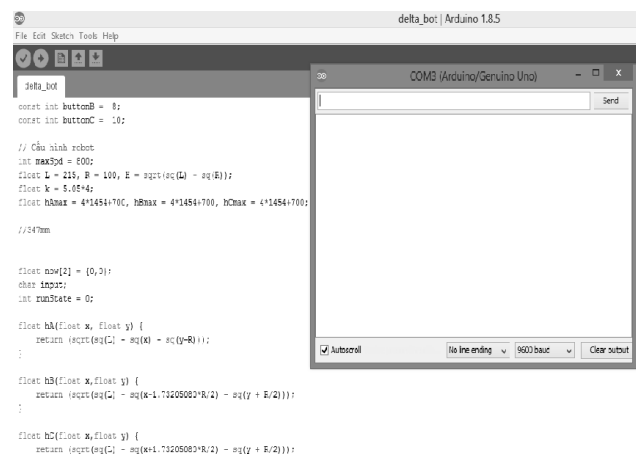 delta_bot | Arduino 1.8.5
File Edit Sketch Tools Help
delta_bot
const int buttonB = 8;
const int buttonC = 10;
// Cấu hình robot
int maxSpd = 800;
float L = 215, R = 100, H = sqrt(sq(L) - sq(R));
float k = 5.05*4;
float hAmax = 4*1454+700, hBmax = 4*1454+700, hCmax = 4*1454+700;
//347mm
float now[2] = {0,0};
char input;
int runState = 0;
float hA(float x, float y) {
return (sqrt(sq(L) - sq(x) - sq(y-R)));
}
float hB(float x,float y) {
return (sqrt(sq(L) - sq(x-1.73205080*R/2) - sq(y + R/2)));
}
float hC(float x,float y) {
return (sqrt(sq(L) - sq(x+1.73205080*R/2) - sq(y + R/2)));
COM3 (Arduino/Genuino Uno)
Send
Autoscroll
No line ending
9600 baud
Clear output